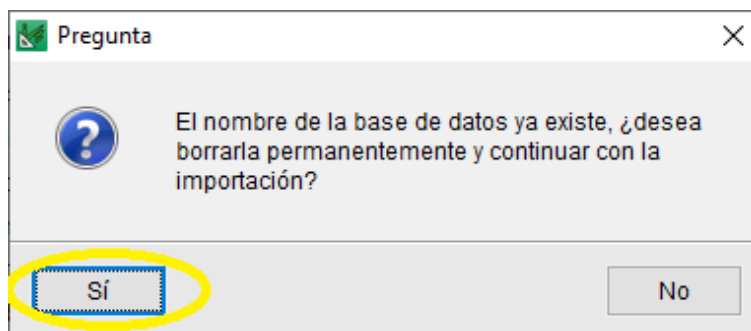 Pregunta
El nombre de la base de datos ya existe, ¿desea
borrarla permanentemente y continuar con la
importación?
Sí
No